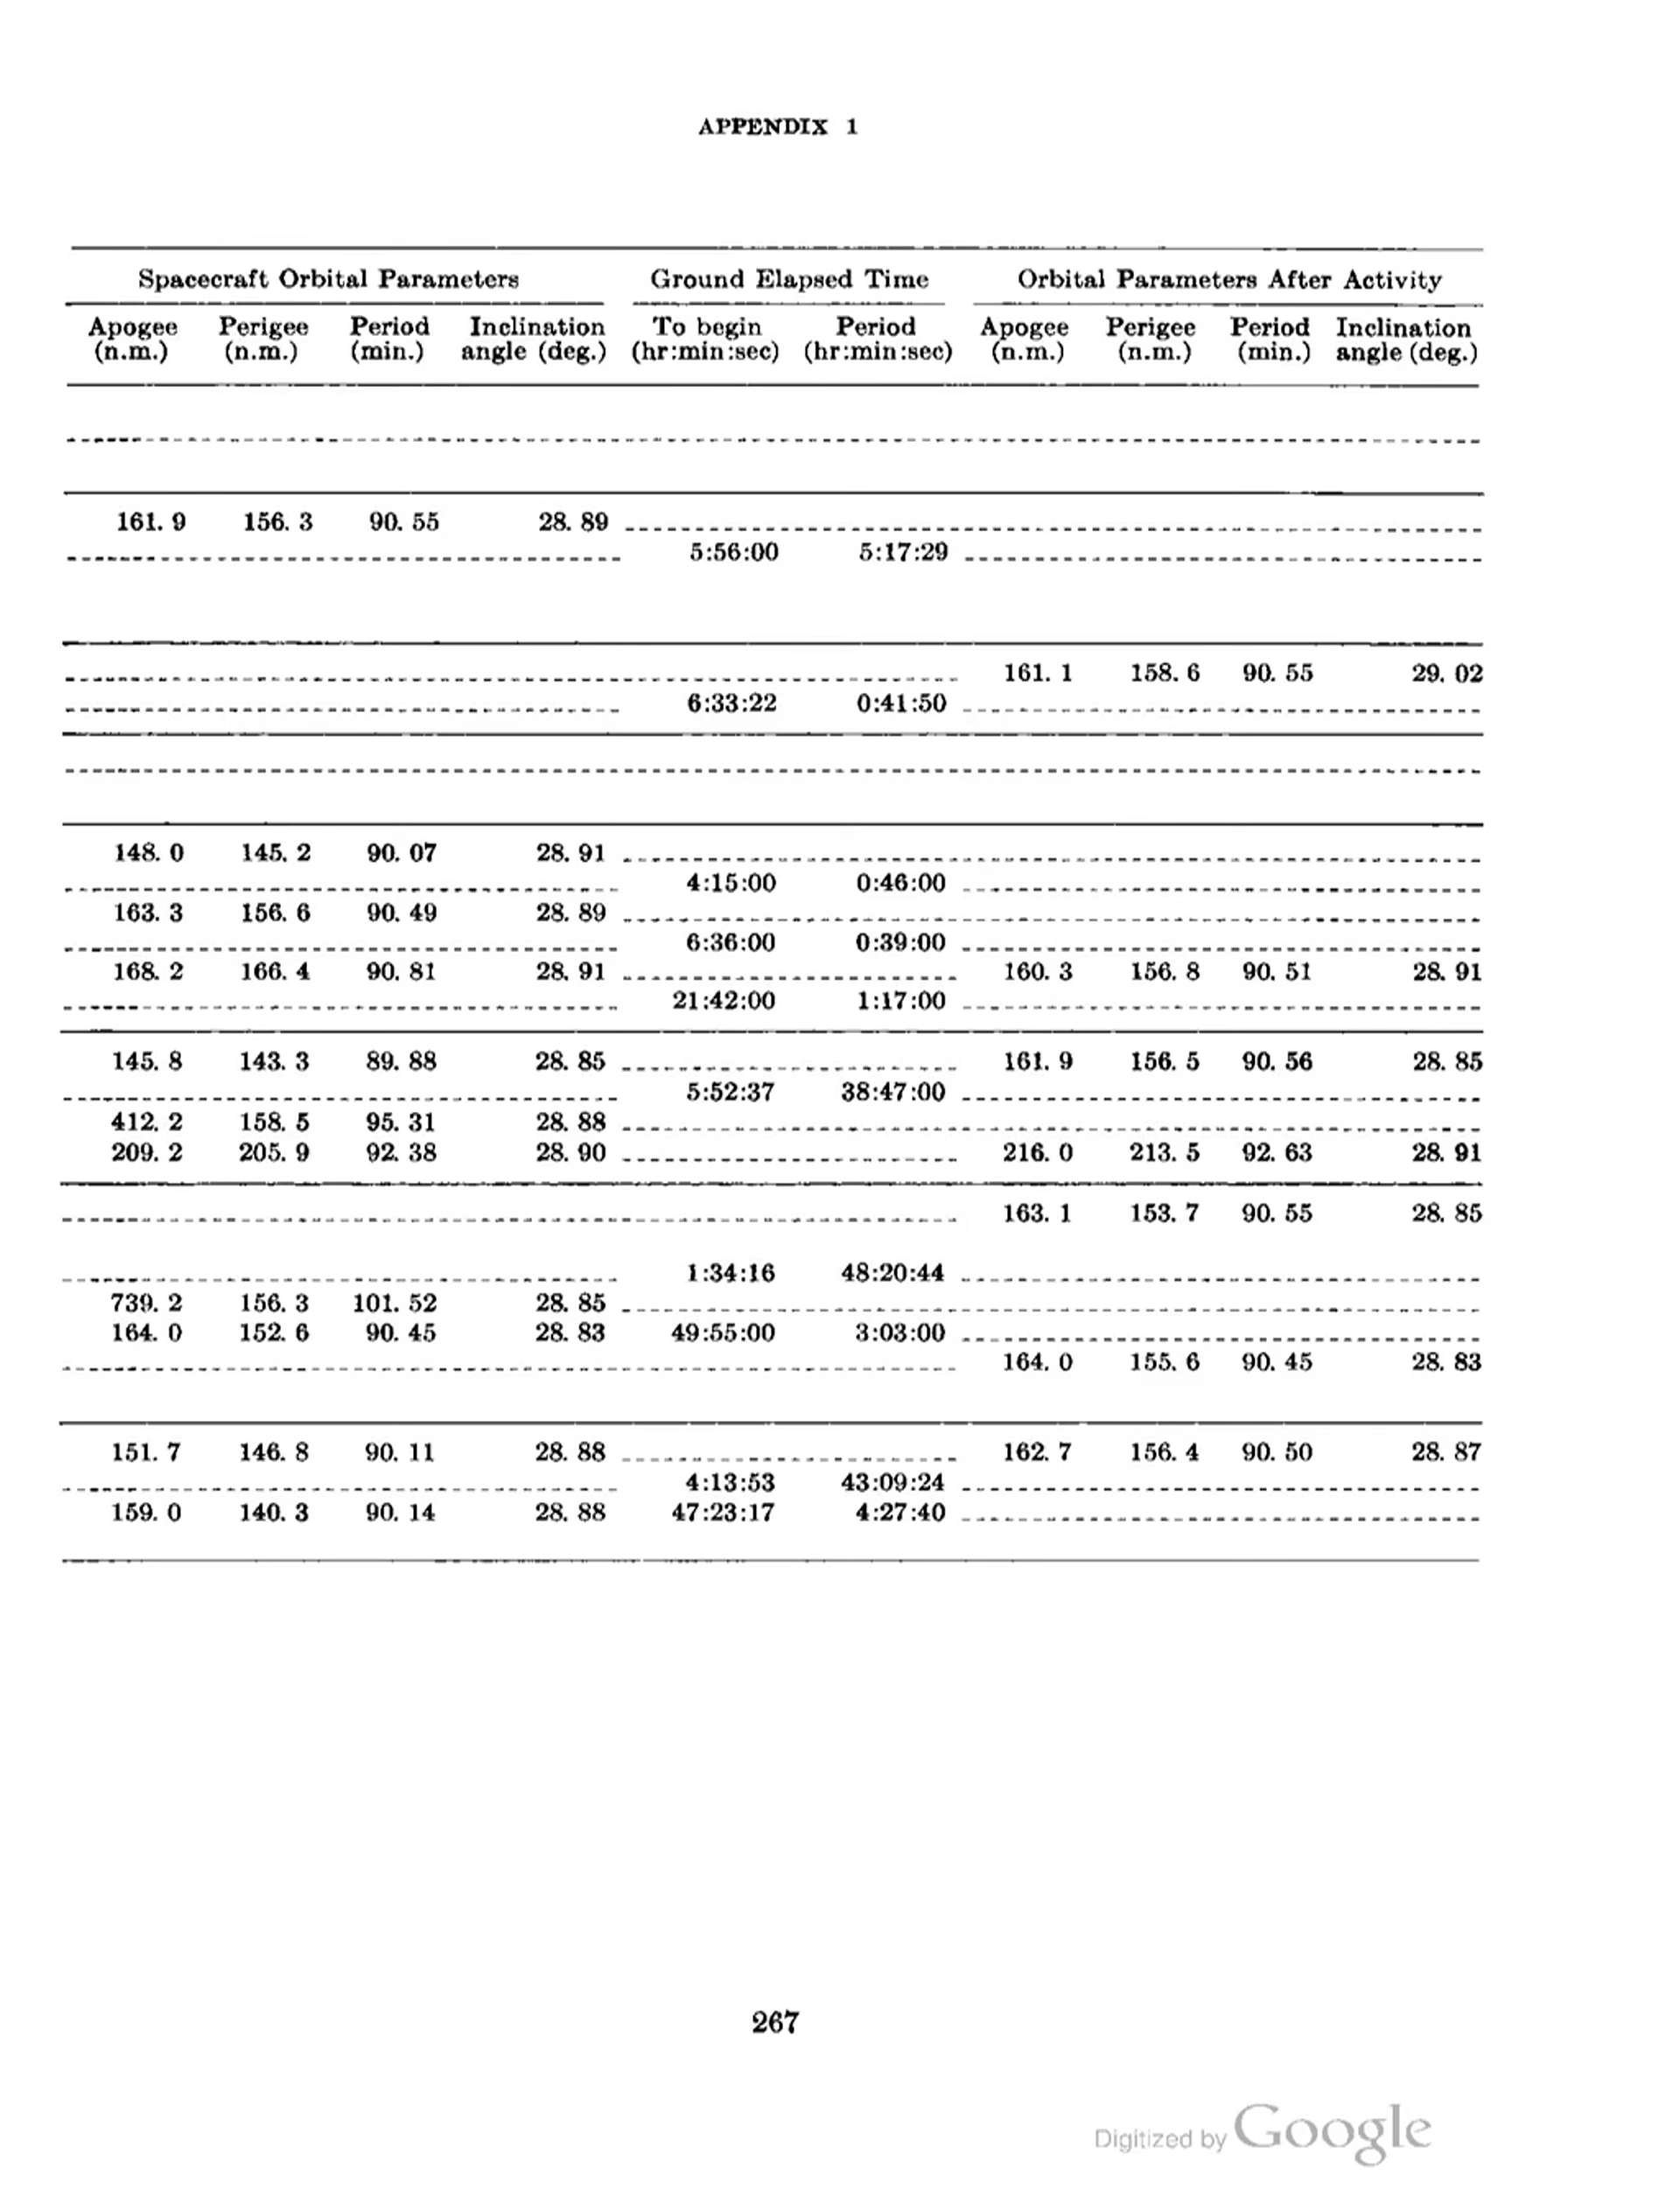 APPENDIX 1
Spacecraft Orbital Parameters Ground Elapsed Time Orbital Parameters After Activity
Apogee Perigee Period Inclination To begin Period Apogee Perigee Period Inclination
(n.m.) (n.m.) (min.) angle (deg.) (hr:min:sec) (hr:min:sec) (n.m.) (n.m.) (min.) angle (deg.)
161. 9 156. 3 90. 55 28. 89
5:56:00 5:17:29
161. 1 158. 6 90. 55 29. 02
6:33:22 0:41:50
148. 0 145. 2 90. 07 28. 91
4:15:00 0:46:00
163. 3 156. 6 90. 49 28. 89
6:36:00 0:39:00
168. 2 166. 4 90. 81 28. 91 160. 3 156. 8 90. 51 28. 91
21:42:00 1:17:00
145. 8 143. 3 89. 88 28. 85 161. 9 156. 5 90. 56 28. 85
5:52:37 38:47:00
412. 2 158. 5 95. 31 28. 88
209. 2 205. 9 92. 38 28. 90 216. 0 213. 5 92. 63 28. 91
163. 1 153. 7 90. 55 28. 85
1:34:16 48:20:44
739. 2 156. 3 101. 52 28. 85
164. 0 152. 6 90. 45 28. 83 49:55:00 3:03:00
164. 0 155. 6 90. 45 28. 83
151. 7 146. 8 90. 11 28. 88 162. 7 156. 4 90. 50 28. 87
4:13:53 43:09:24
159. 0 140. 3 90. 14 28. 88 47:23:17 4:27:40
267
Digitized by Google